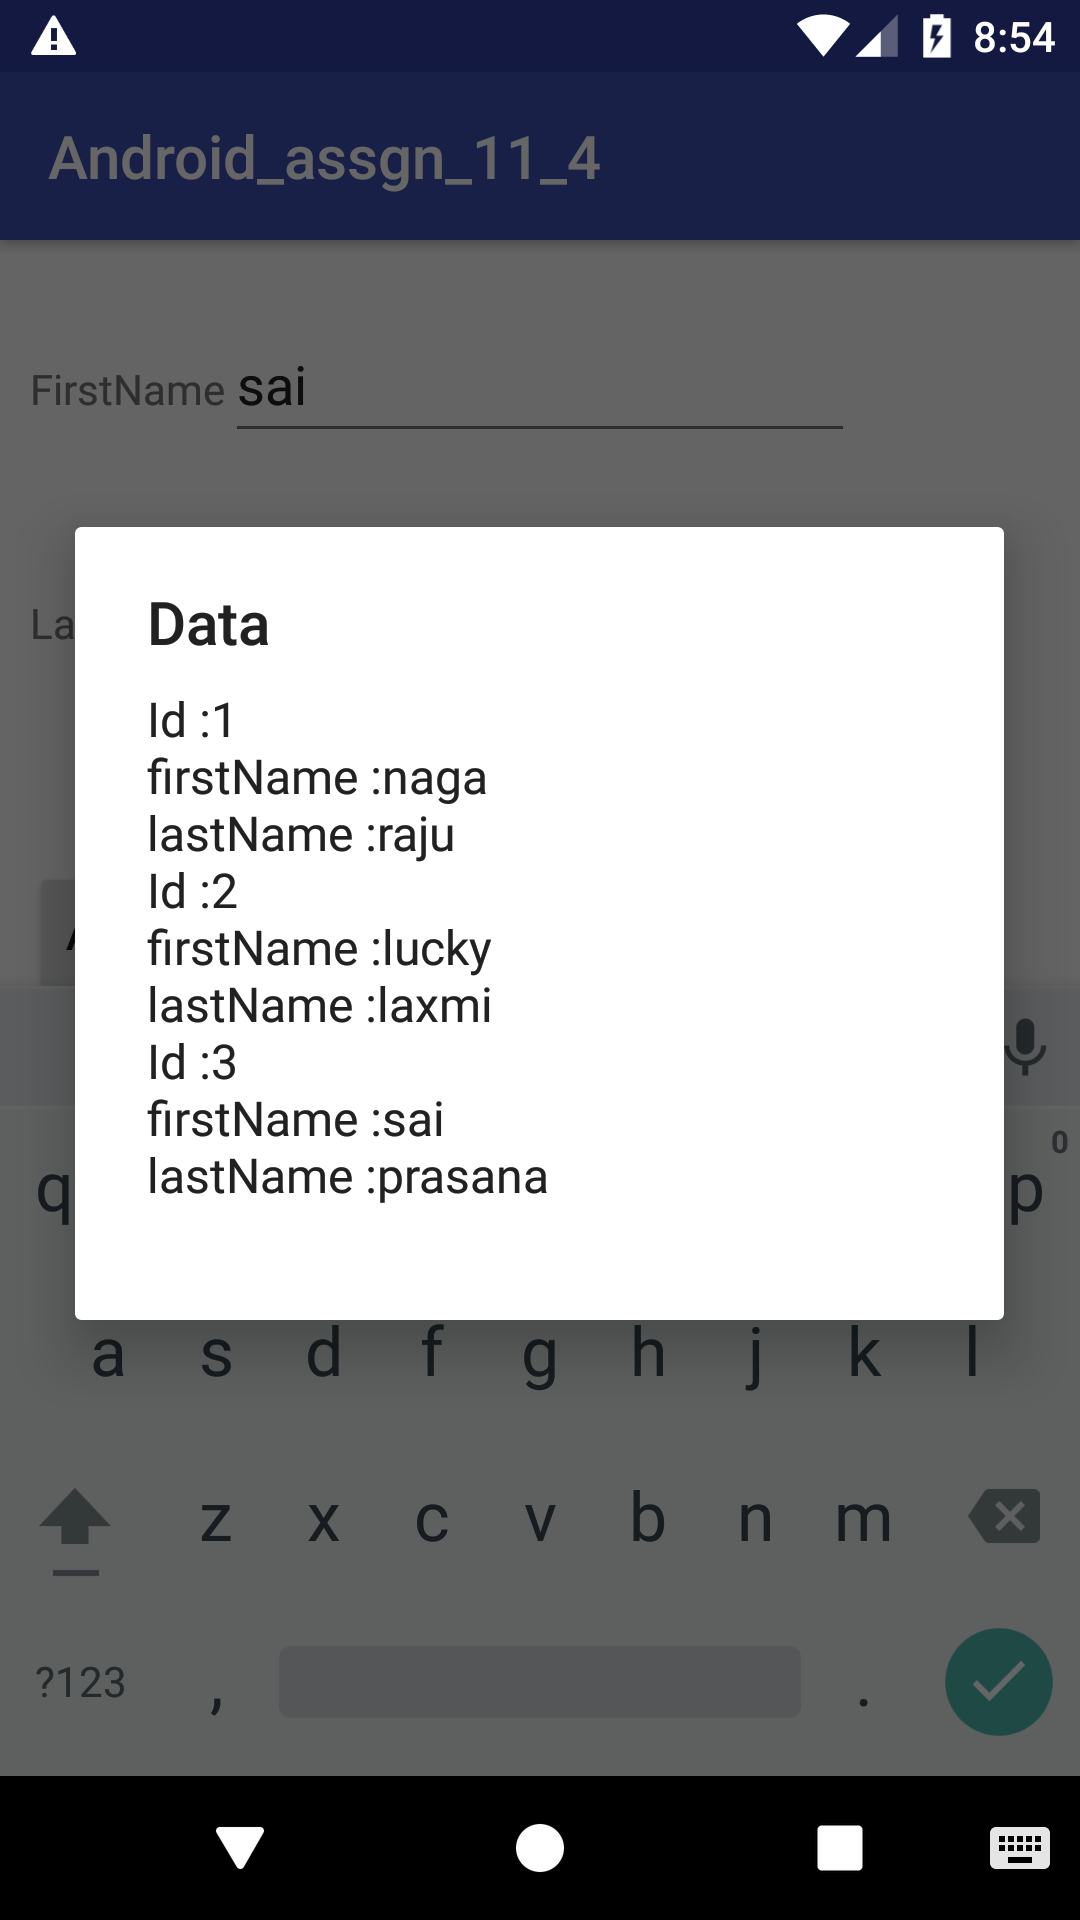 8:54
Android_assgn_11_4
FirstName sai
La
Data
Id :1
firstName :naga
lastName :raju
Id :2
firstName :lucky
lastName :laxmi
Id :3
firstName :sai
lastName :prasana
q p 0
a s d f g h j k l
z x c v b n m
?123 , .